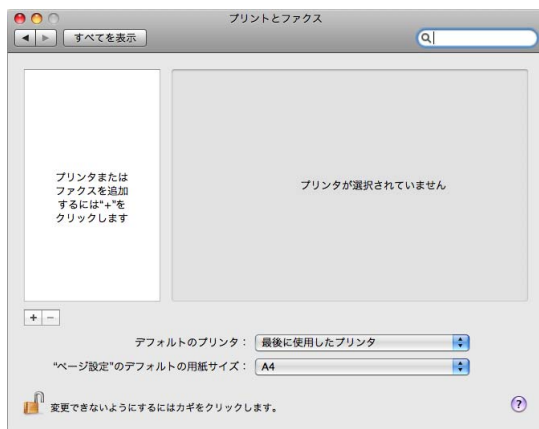 プリントとファクス
すべてを表示
プリンタまたは
ファクスを追加
するには“+”を
クリックします
プリンタが選択されていません
+ −
デフォルトのプリンタ： 最後に使用したプリンタ
“ページ設定”のデフォルトの用紙サイズ： A4
変更できないようにするにはカギをクリックします。
?